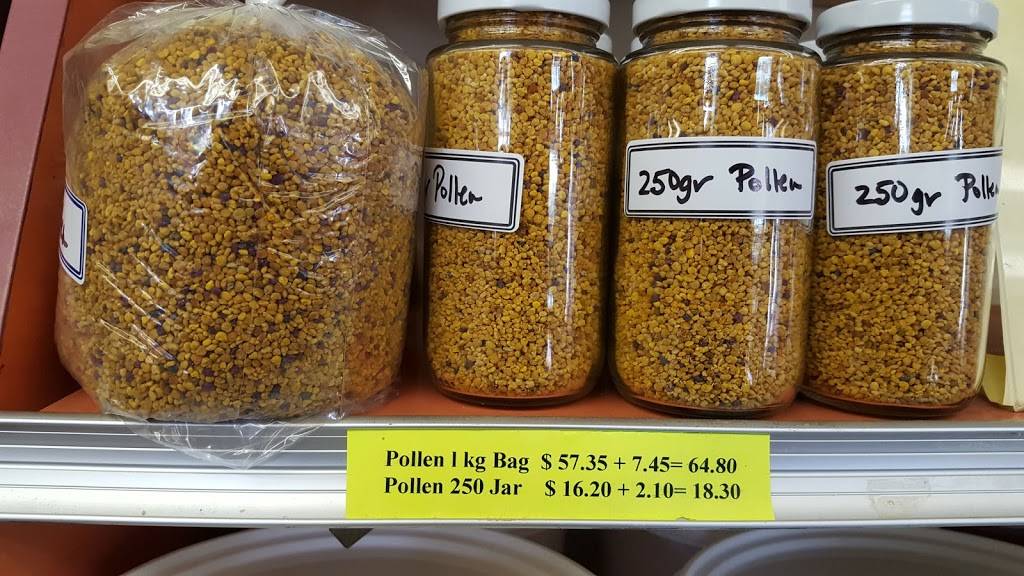 Pollen
250gr Pollen
250gr Pollen
Pollen 1 kg Bag $ 57.35 + 7.45= 64.80
Pollen 250 Jar $ 16.20 + 2.10= 18.30